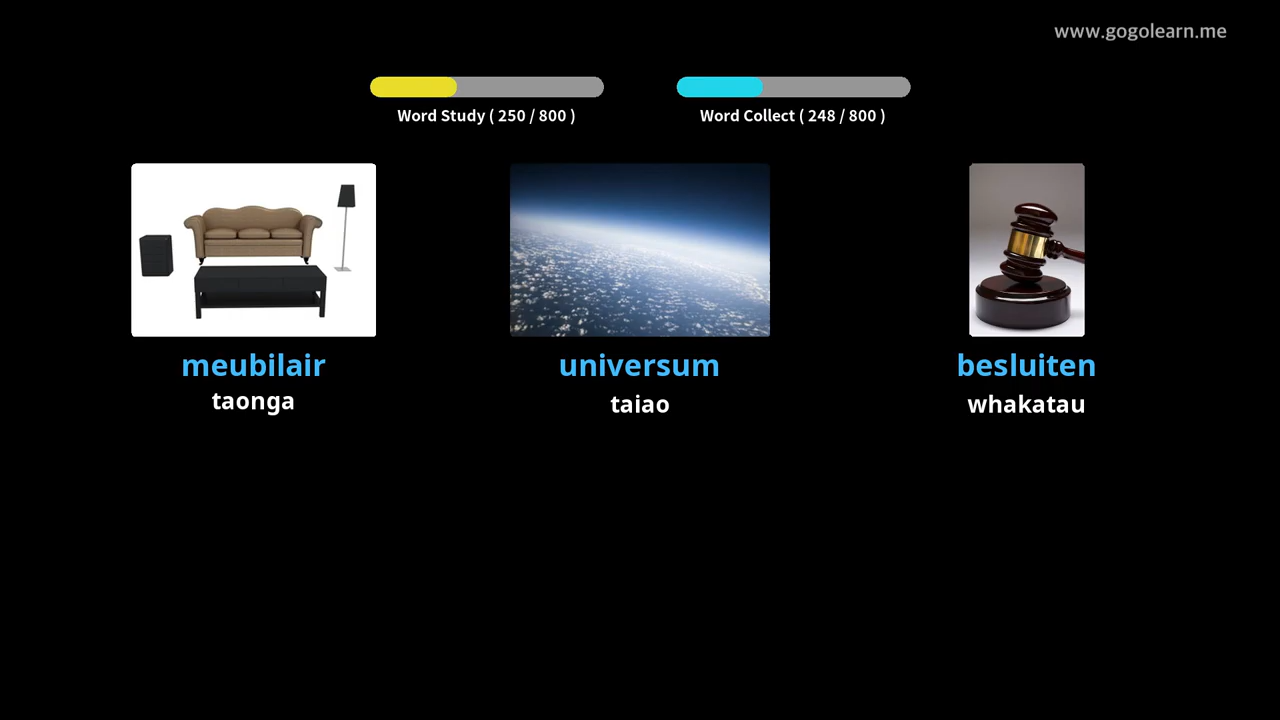 www.gogolearn.me
Word Study ( 250 / 800 )
Word Collect ( 248 / 800 )
meubilair
taonga
universum
taiao
besluiten
whakatau